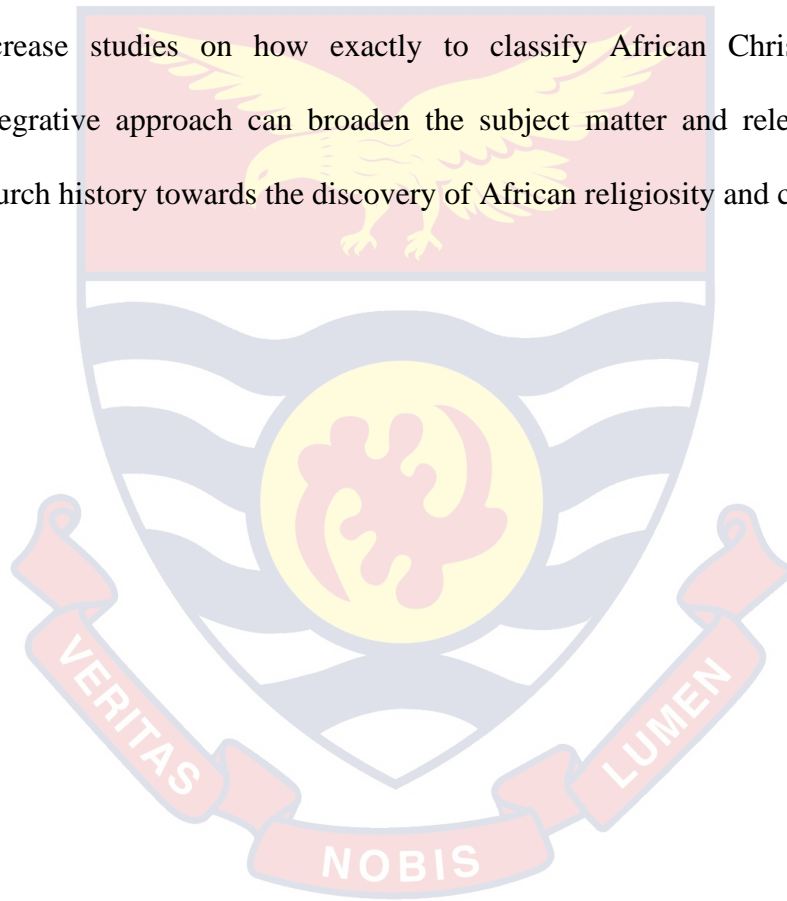 crease studies on how exactly to classify African Chris
tegrative approach can broaden the subject matter and rele
urch history towards the discovery of African religiosity and c
VERITAS
NOBIS
LUMEN